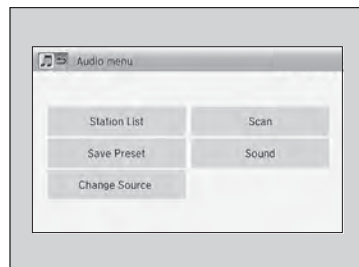 Audio menu
Station List
Scan
Save Preset
Sound
Change Source